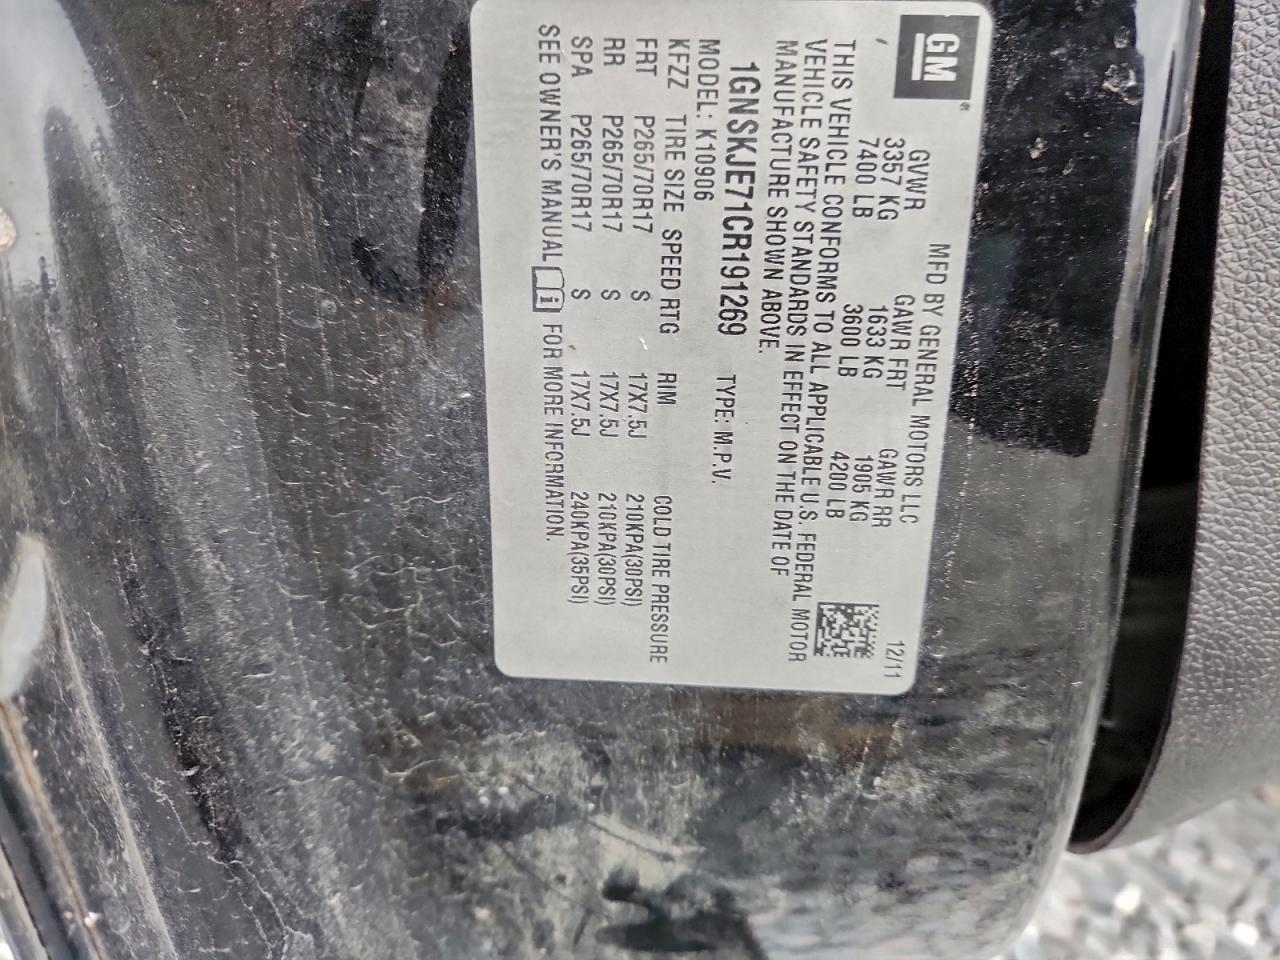 GM
MFD BY GENERAL MOTORS LLC 12/11
GVWR GAWR FRT GAWR RR
3357 KG 1633 KG 1905 KG
7400 LB 3600 LB 4200 LB
THIS VEHICLE CONFORMS TO ALL APPLICABLE U.S. FEDERAL MOTOR
VEHICLE SAFETY STANDARDS IN EFFECT ON THE DATE OF
MANUFACTURE SHOWN ABOVE.
1GNSKJE71CR191269 TYPE: M.P.V.
MODEL: K10906
KFZZ TIRE SIZE SPEED RTG RIM COLD TIRE PRESSURE
FRT P265/70R17 S 17X7.5J 210KPA(30PSI)
RR P265/70R17 S 17X7.5J 210KPA(30PSI)
SPA P265/70R17 S 17X7.5J 240KPA(35PSI)
SEE OWNER'S MANUAL i FOR MORE INFORMATION.